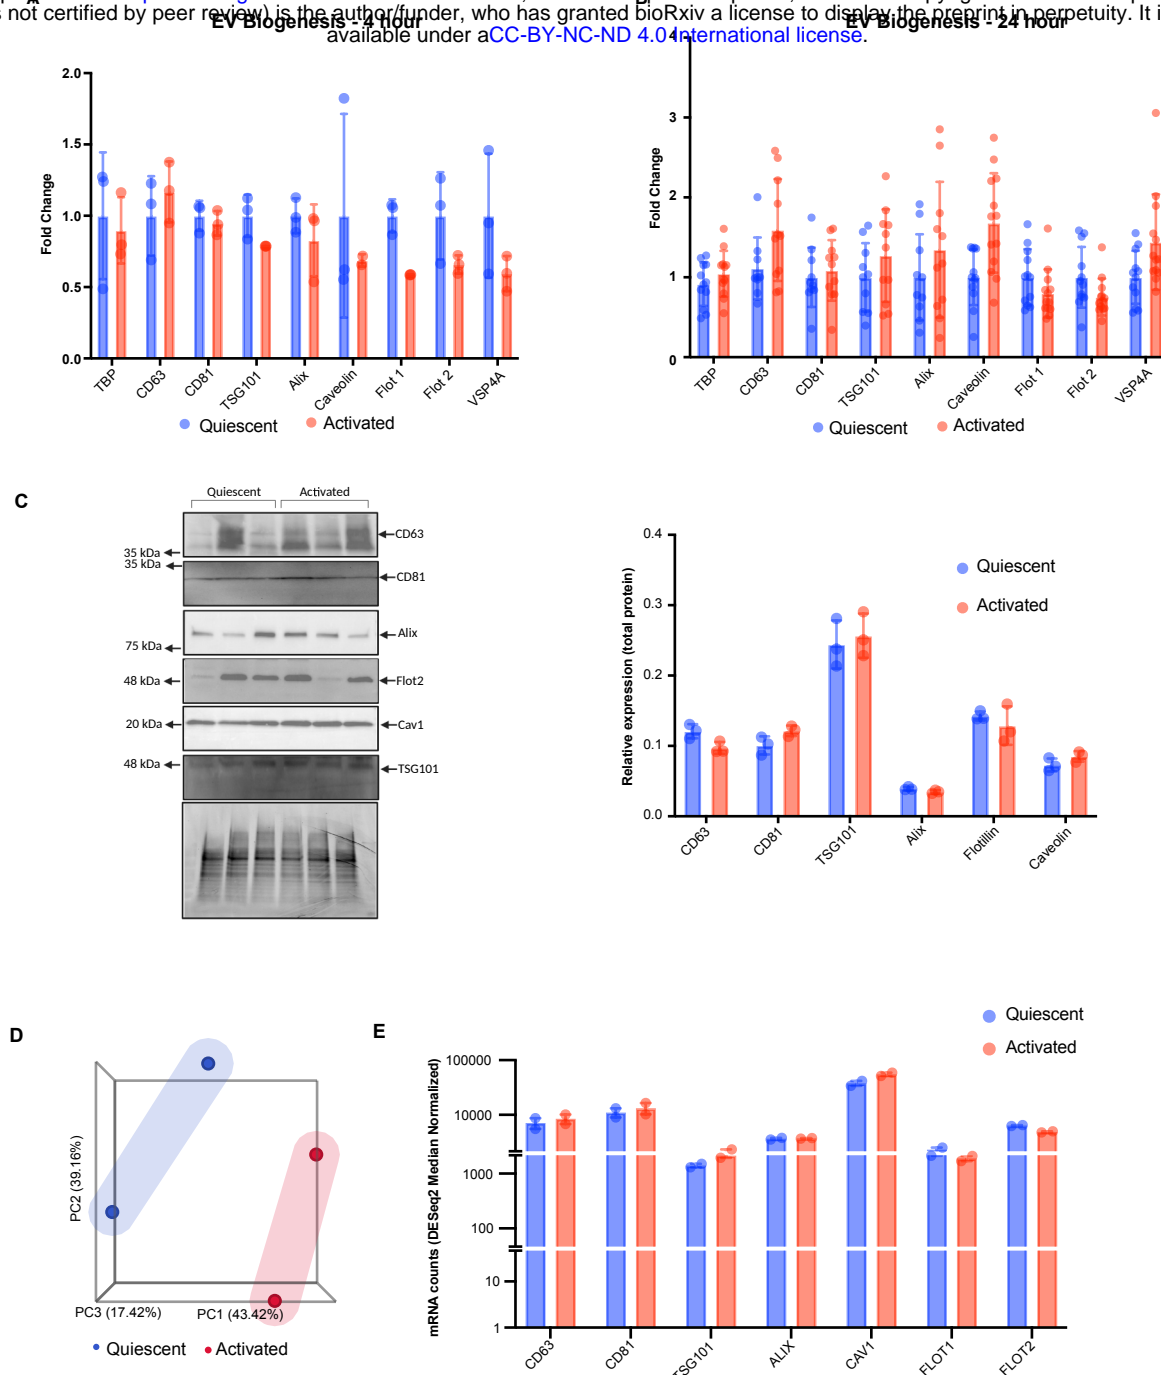 s not certified by peer review) is the author/funder, who has granted bioRxiv a license to display the preprint in perpetuity. It i
available under aCC-BY-NC-ND 4.0 International license.
EV Biogenesis - 4 hour
Fold Change
2.0
1.5
1.0
0.5
0.0
TBP
CD63
CD81
TSG101
Alix
Caveolin
Flot 1
Flot 2
VSP4A
Quiescent
Activated
EV Biogenesis - 24 hour
Fold Change
4
3
2
1
0
TBP
CD63
CD81
TSG101
Alix
Caveolin
Flot 1
Flot 2
VSP4A
Quiescent
Activated
C
Quiescent
Activated
CD63
35 kDa
35 kDa
CD81
Alix
75 kDa
48 kDa
Flot2
20 kDa
Cav1
48 kDa
TSG101
Relative expression (total protein)
0.4
0.3
0.2
0.1
0.0
Quiescent
Activated
CD63
CD81
TSG101
Alix
Flotillin
Caveolin
D
PC2 (39.16%)
PC3 (17.42%)
PC1 (43.42%)
Quiescent
Activated
E
Quiescent
Activated
mRNA counts (DESeq2 Median Normalized)
100000
10000
1000
100
10
1
CD63
CD81
TSG101
ALIX
CAV1
FLOT1
FLOT2